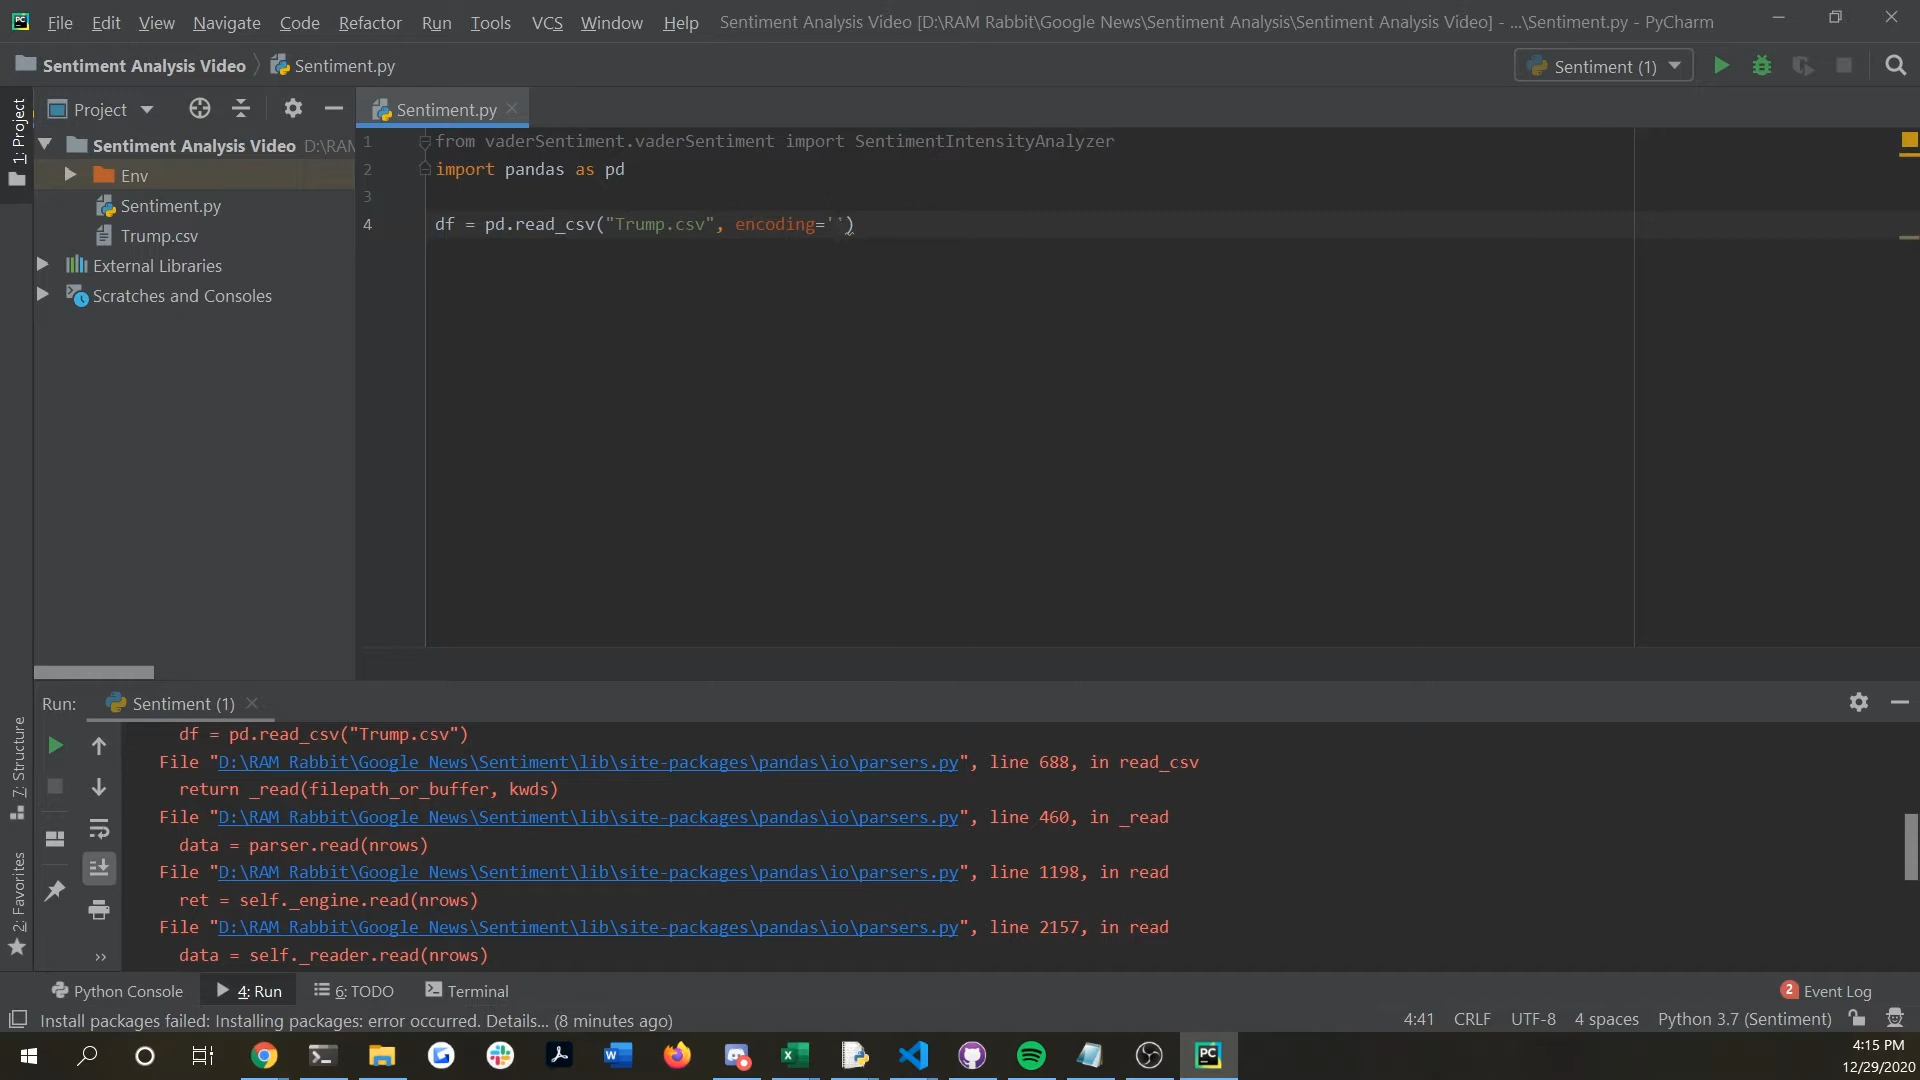 File Edit View Navigate Code Refactor Run Tools VCS Window Help Sentiment Analysis Video [D:\RAM Rabbit\Google News\Sentiment Analysis\Sentiment Analysis Video] - ...\Sentiment.py - PyCharm
Sentiment Analysis Video Sentiment.py
Sentiment (1)
Project
Sentiment.py
1: Project
Sentiment Analysis Video D:\RAM
Env
Sentiment.py
Trump.csv
External Libraries
Scratches and Consoles
1 from vaderSentiment.vaderSentiment import SentimentIntensityAnalyzer
2 import pandas as pd
3
4 df = pd.read_csv("Trump.csv", encoding='')
Run: Sentiment (1)
df = pd.read_csv("Trump.csv")
File "D:\RAM Rabbit\Google News\Sentiment\lib\site-packages\pandas\io\parsers.py", line 688, in read_csv
return _read(filepath_or_buffer, kwds)
File "D:\RAM Rabbit\Google News\Sentiment\lib\site-packages\pandas\io\parsers.py", line 460, in _read
data = parser.read(nrows)
File "D:\RAM Rabbit\Google News\Sentiment\lib\site-packages\pandas\io\parsers.py", line 1198, in read
ret = self._engine.read(nrows)
File "D:\RAM Rabbit\Google News\Sentiment\lib\site-packages\pandas\io\parsers.py", line 2157, in read
data = self._reader.read(nrows)
7: Structure
2: Favorites
Python Console 4: Run 6: TODO Terminal
2 Event Log
Install packages failed: Installing packages: error occurred. Details... (8 minutes ago)
4:41 CRLF UTF-8 4 spaces Python 3.7 (Sentiment)
PC
4:15 PM
12/29/2020